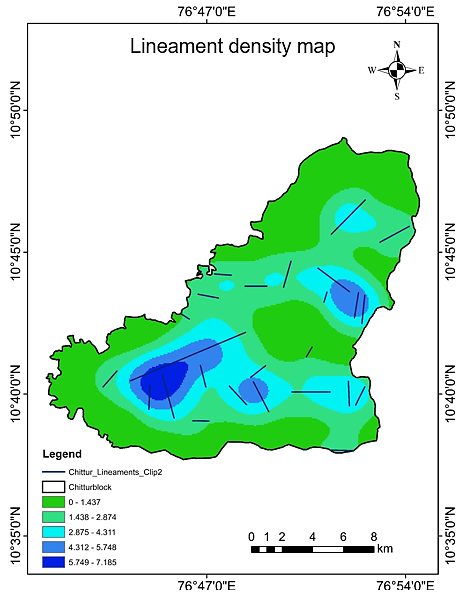 76°47'0"E 76°54'0"E
Lineament density map
N
W E
S
10°50'0"N 10°50'0"N
10°45'0"N 10°45'0"N
10°40'0"N 10°40'0"N
10°35'0"N 10°35'0"N
Legend
Chittur_Lineaments_Clip2
Chitturblock
0 - 1.437
1.438 - 2.874
2.875 - 4.311
4.312 - 5.748
5.749 - 7.185
0 1 2 4 6 8
km
76°47'0"E 76°54'0"E